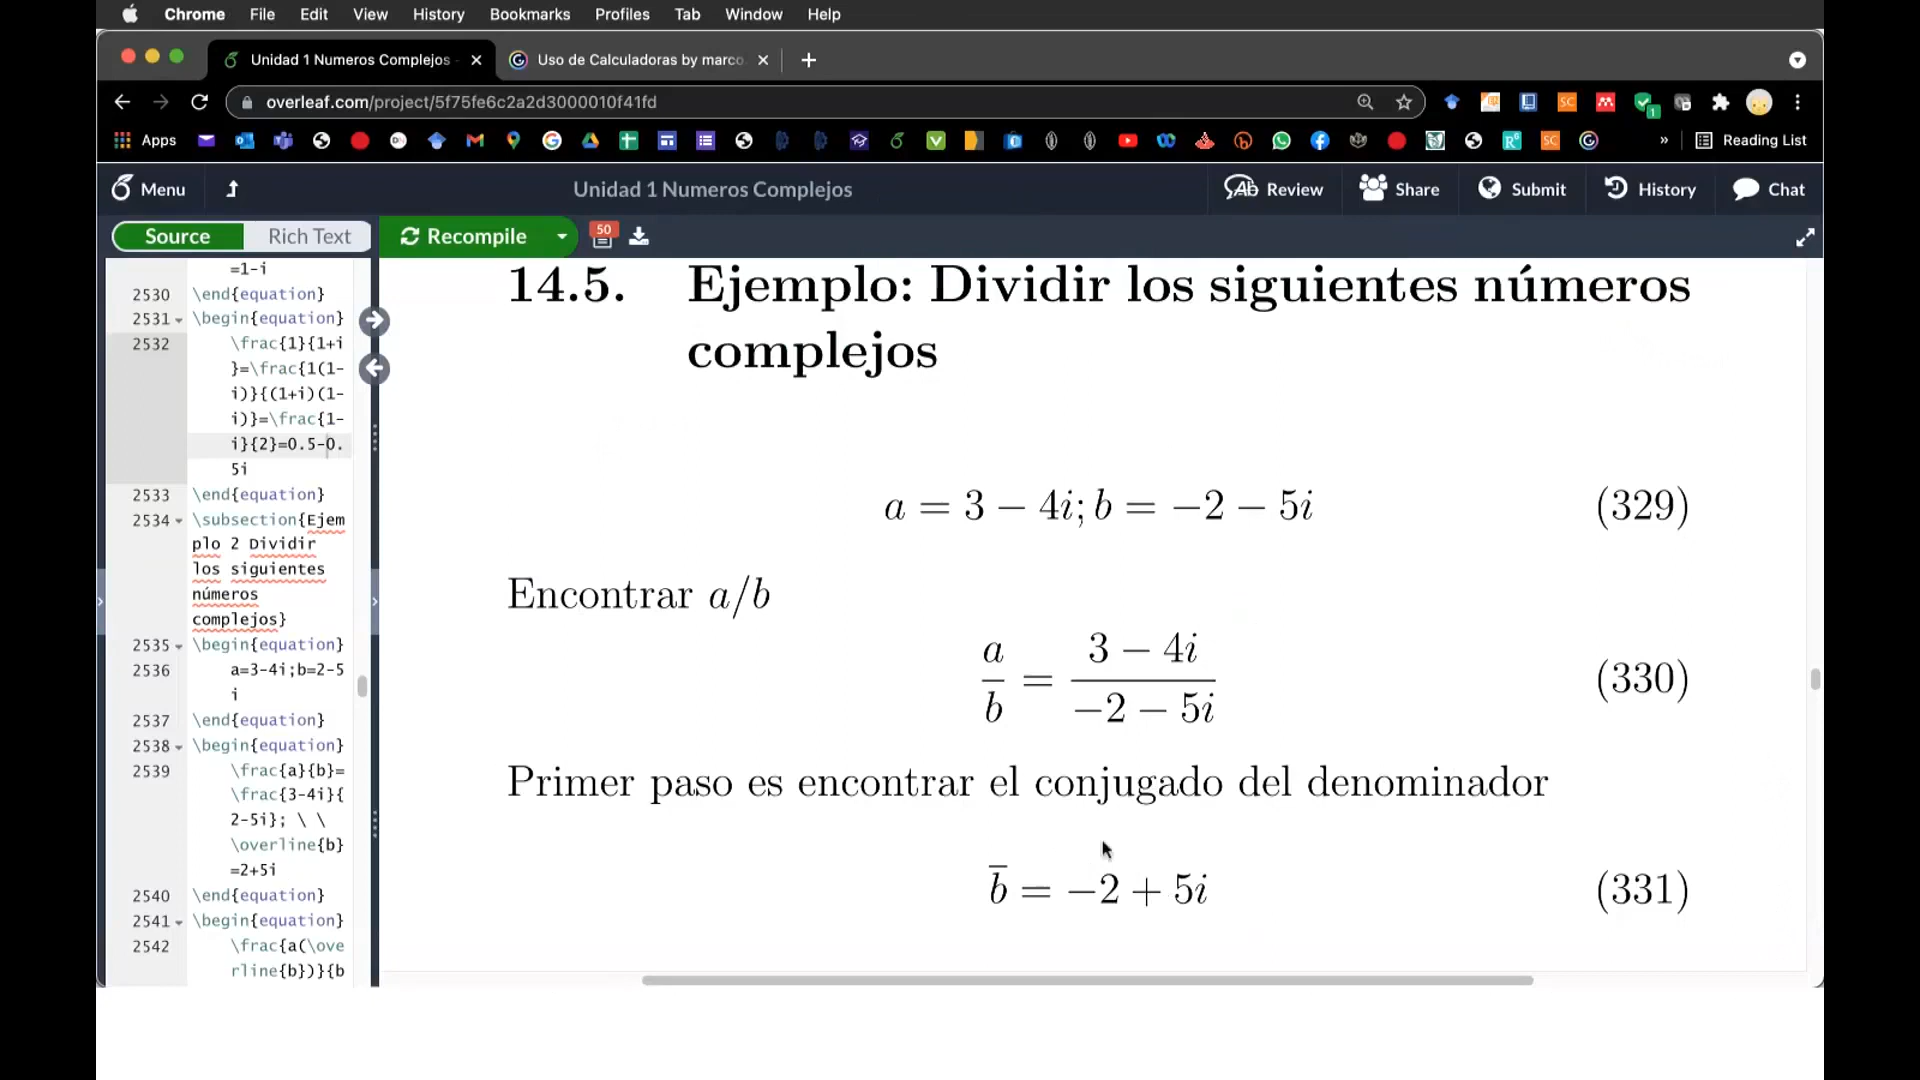 Chrome File Edit View History Bookmarks Profiles Tab Window Help
Unidad 1 Numeros Complejos - Uso de Calculadoras by marco
overleaf.com/project/5f75fe6c2a2d3000010f41fd
Apps » Reading List
Menu Unidad 1 Numeros Complejos Review Share Submit History Chat
Source Rich Text Recompile 50
=1-i
2530 \end{equation}
2531 \begin{equation}
2532 \frac{1}{1+i
}=\frac{1(1-
i)}{(1+i)(1-
i)}=\frac{1-
i}{2}=0.5-0.
5i
2533 \end{equation}
2534 \subsection{Ejem
plo 2 Dividir
los siguientes
números
complejos}
2535 \begin{equation}
2536 a=3-4i;b=2-5
i
2537 \end{equation}
2538 \begin{equation}
2539 \frac{a}{b}=
\frac{3-4i}{
2-5i}; \ \
\overline{b}
=2+5i
2540 \end{equation}
2541 \begin{equation}
2542 \frac{a(\ove
rline{b})}{b
14.5. Ejemplo: Dividir los siguientes números
complejos
a = 3 − 4i; b = −2 − 5i (329)
Encontrar a/b
a/b = (3 − 4i)/(−2 − 5i) (330)
Primer paso es encontrar el conjugado del denominador
b̅ = −2 + 5i (331)